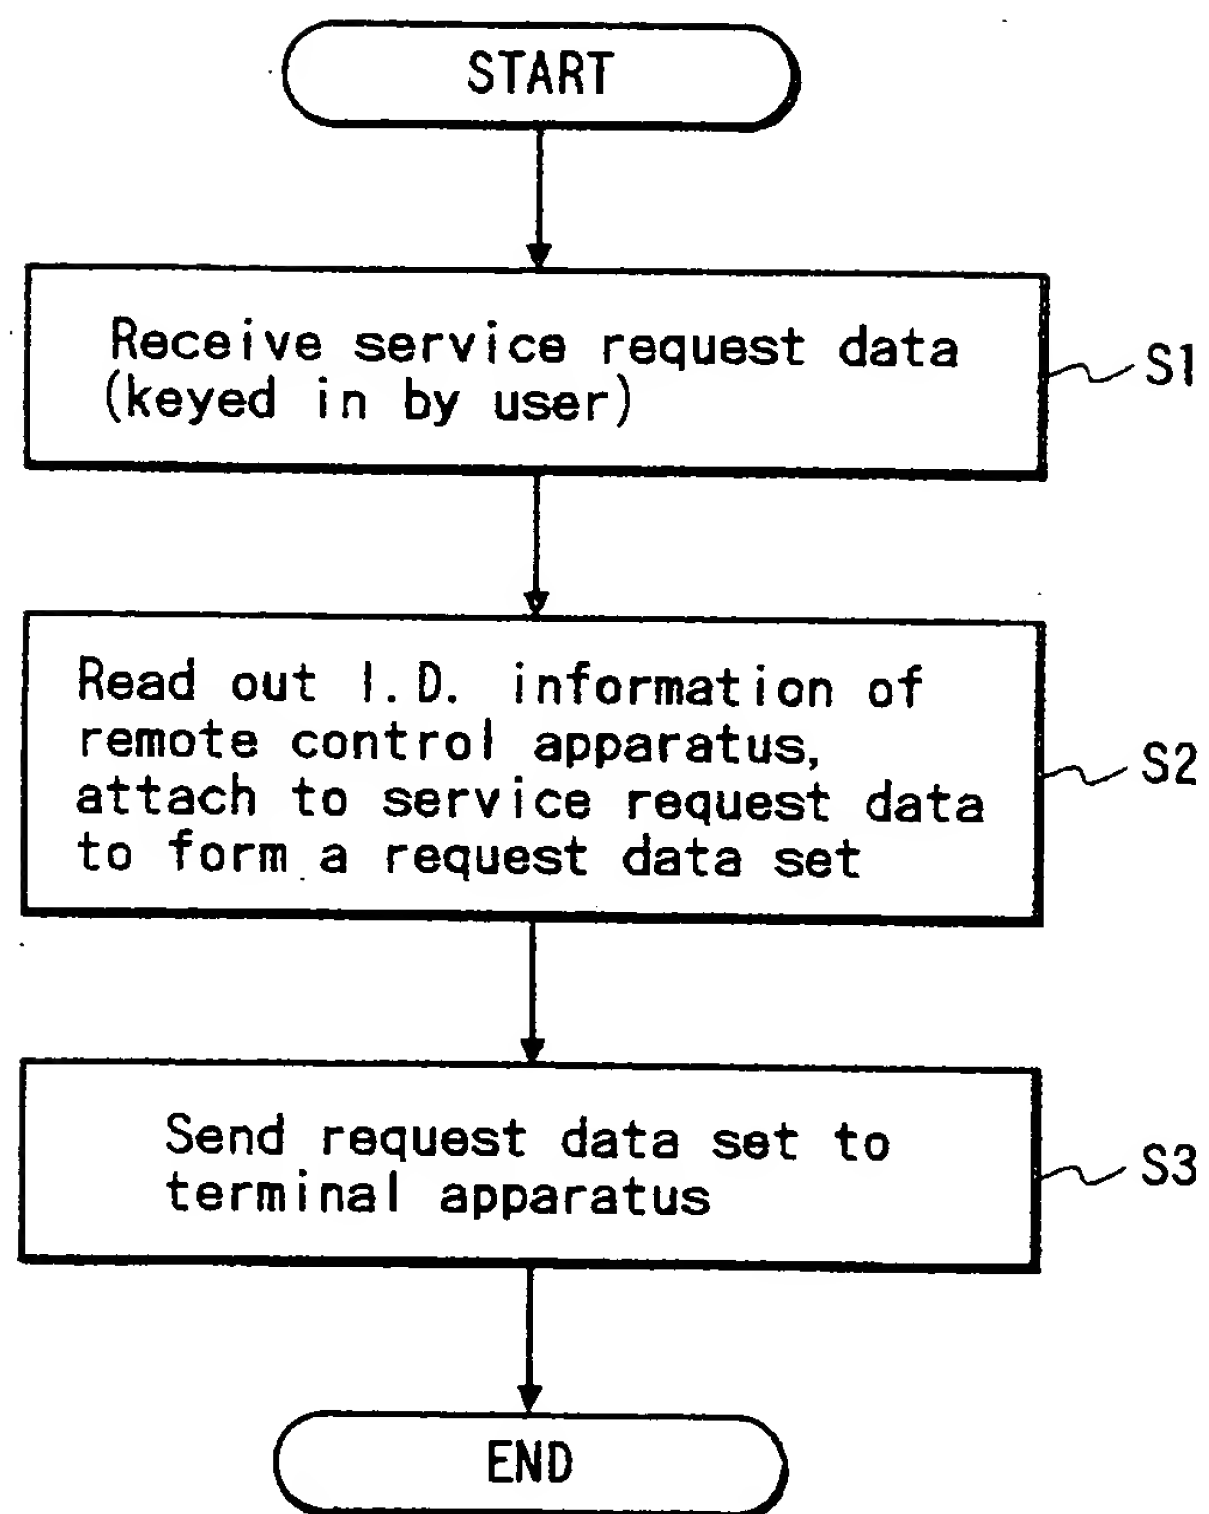 START
Receive service request data
(keyed in by user)
S1
Read out I.D. information of
remote control apparatus,
attach to service request data
to form a request data set
S2
Send request data set to
terminal apparatus
S3
END